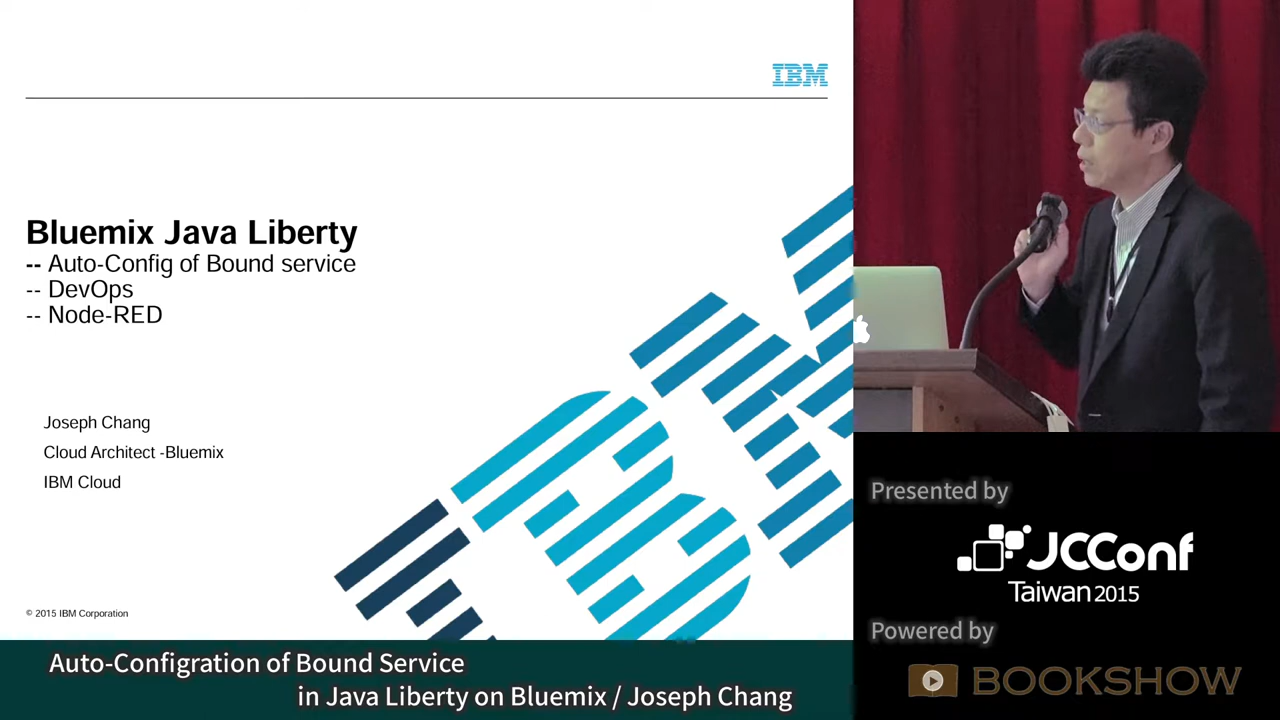 IBM
Bluemix Java Liberty
-- Auto-Config of Bound service
-- DevOps
-- Node-RED
Joseph Chang
Cloud Architect -Bluemix
IBM Cloud
© 2015 IBM Corporation
Auto-Configration of Bound Service
in Java Liberty on Bluemix / Joseph Chang
Presented by
JCConf
Taiwan 2015
Powered by
BOOKSHOW